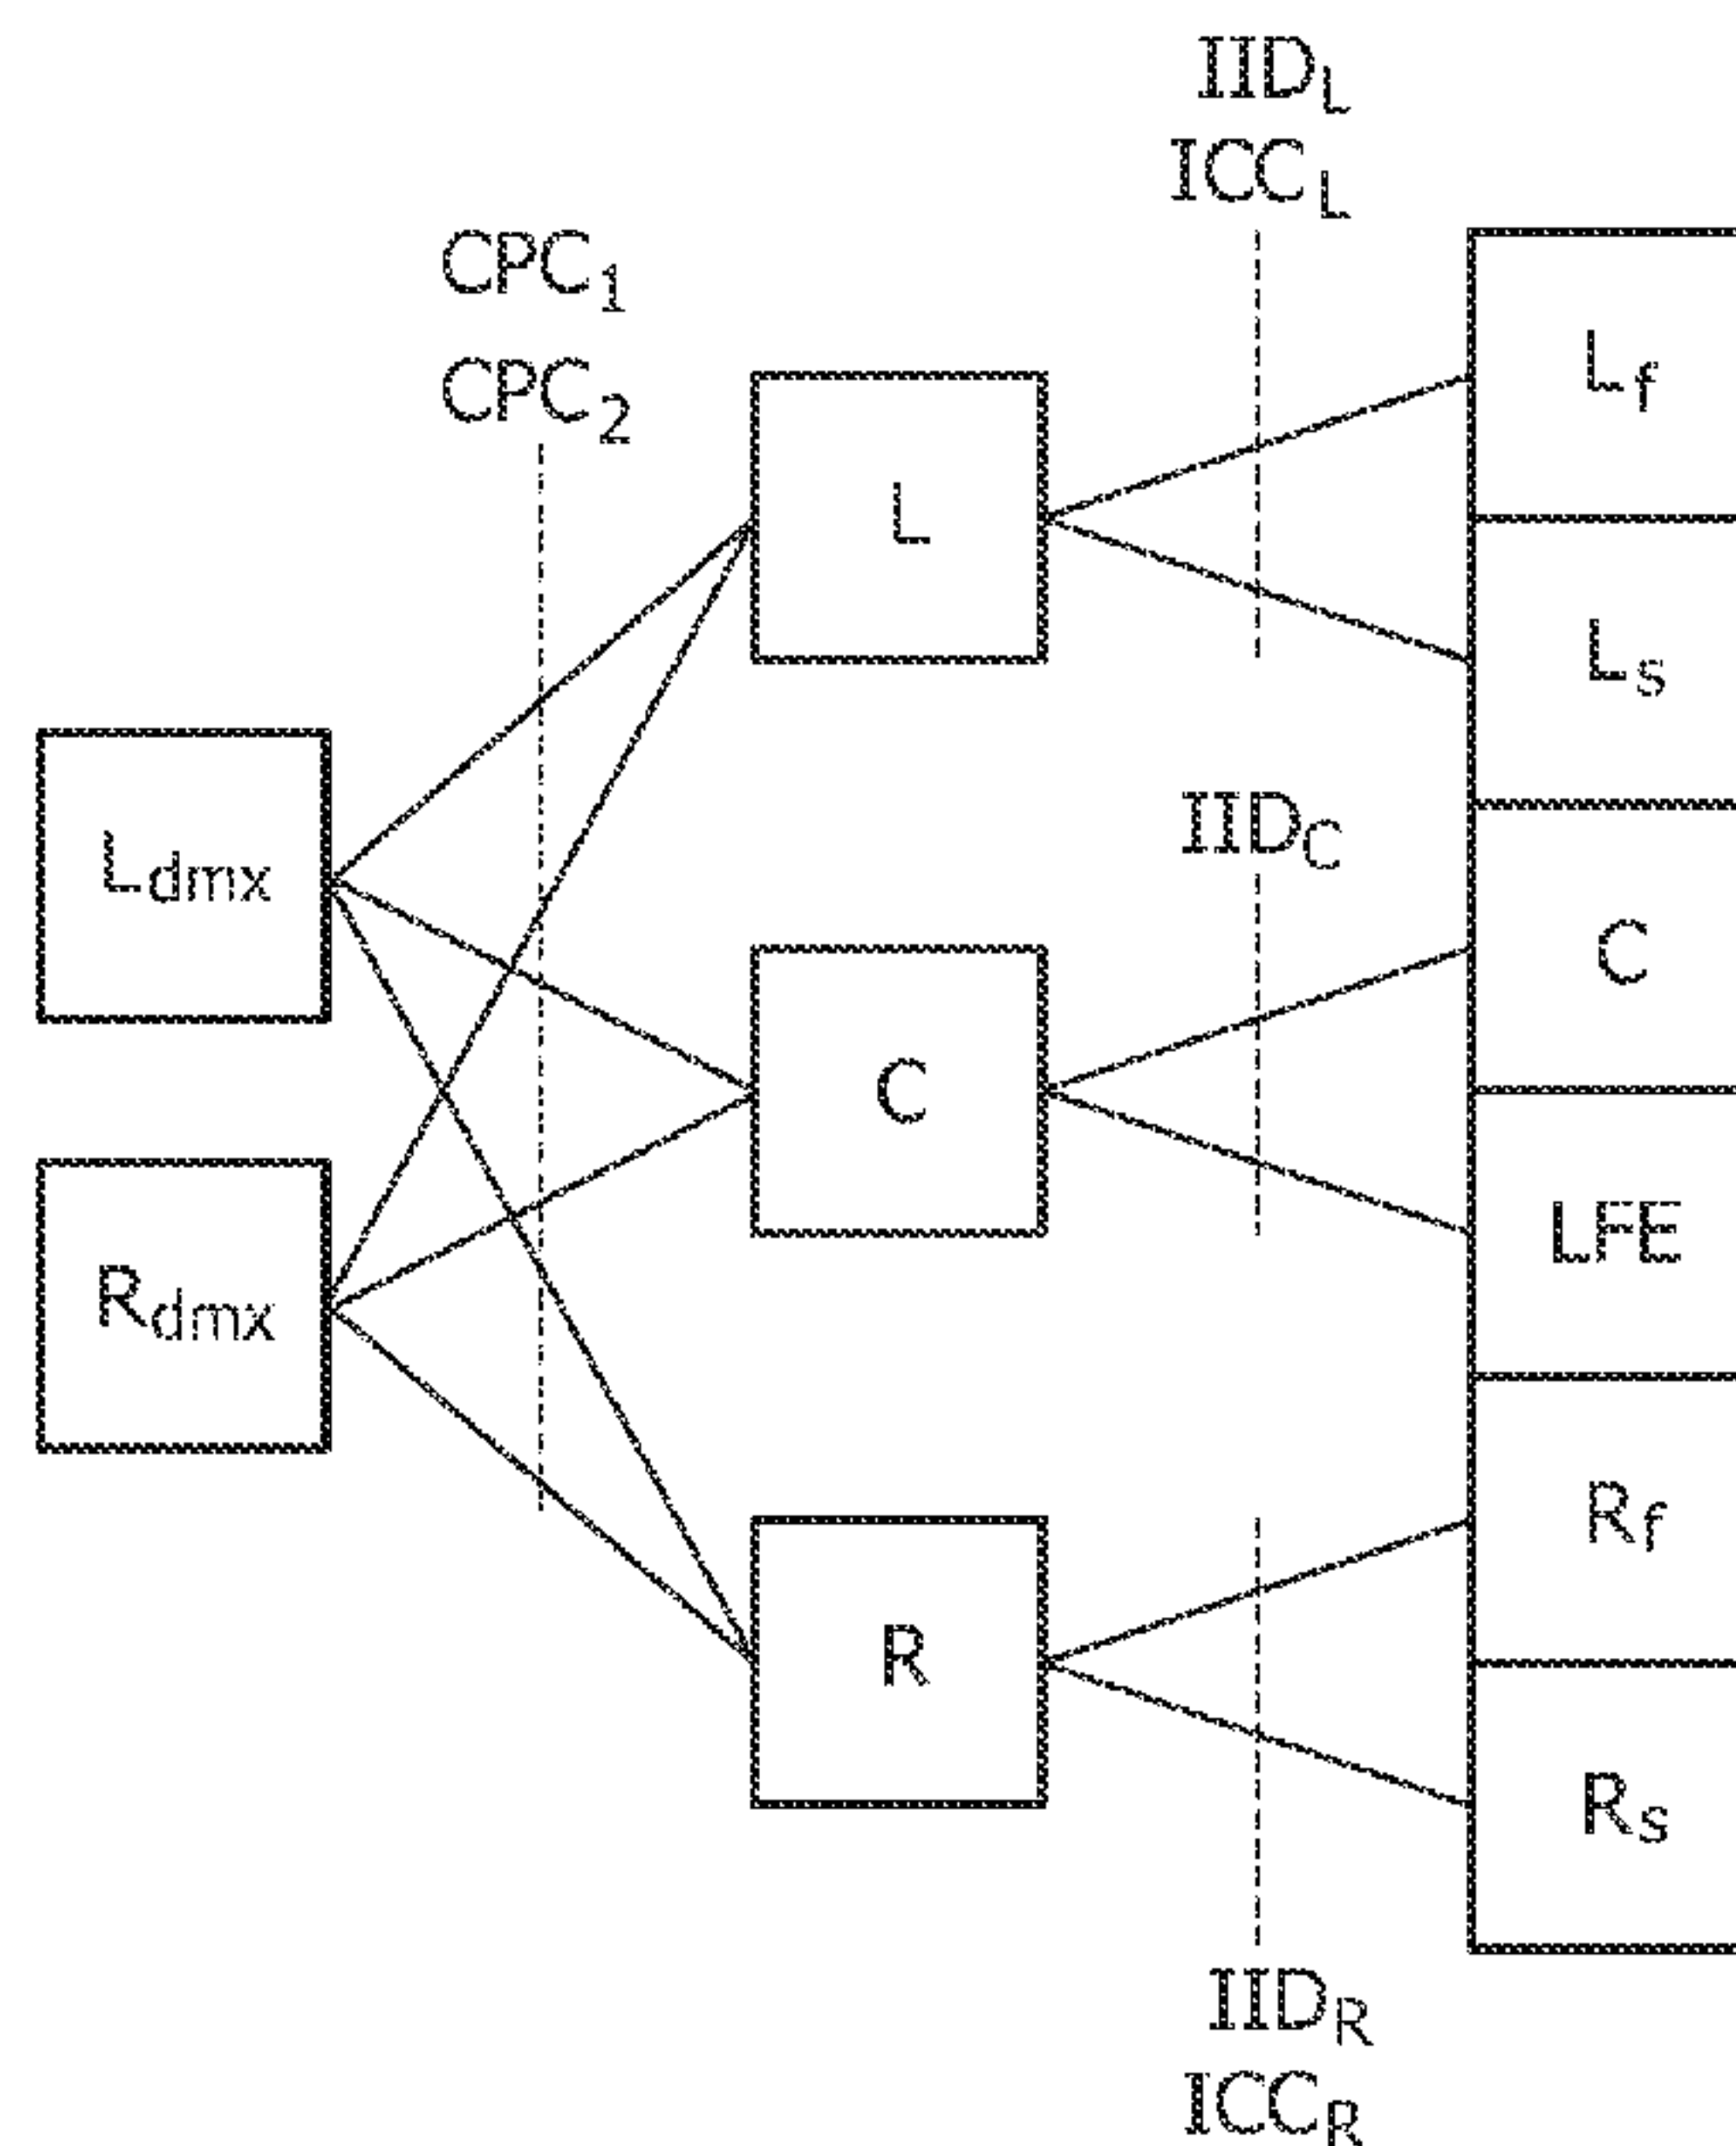 IID_L
ICC_L
CPC_1
CPC_2
L_f
L
L_s
L_dmx
IID_C
C
C
LFE
R_dmx
R_f
R
R_s
IID_R
ICC_R